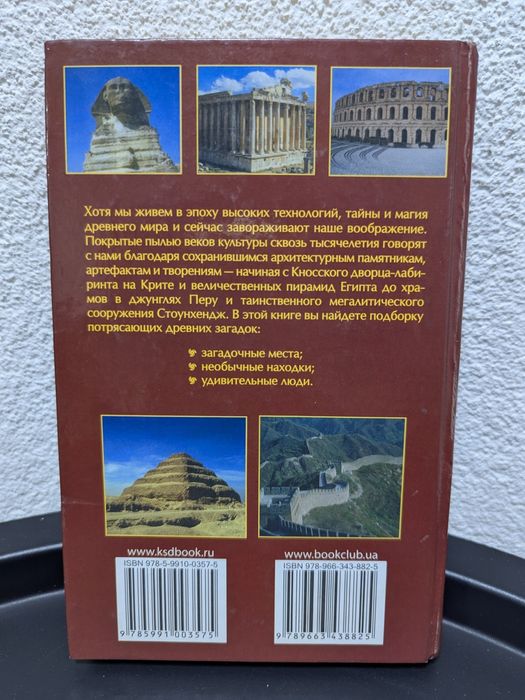 Хотя мы живем в эпоху высоких технологий, тайны и магия
древнего мира и сейчас завораживают наше воображение.
Покрытые пылью веков культуры сквозь тысячелетия говорят
с нами благодаря сохранившимся архитектурным памятникам,
артефактам и творениям — начиная с Кносского дворца-лаби-
ринта на Крите и величественных пирамид Египта до хра-
мов в джунглях Перу и таинственного мегалитического
сооружения Стоунхендж. В этой книге вы найдете подборку
потрясающих древних загадок:
загадочные места;
необычные находки;
удивительные люди.
www.ksdbook.ru
ISBN 978-5-9910-0357-5
9 785991 003575
www.bookclub.ua
ISBN 978-966-343-882-5
9 789663 438825